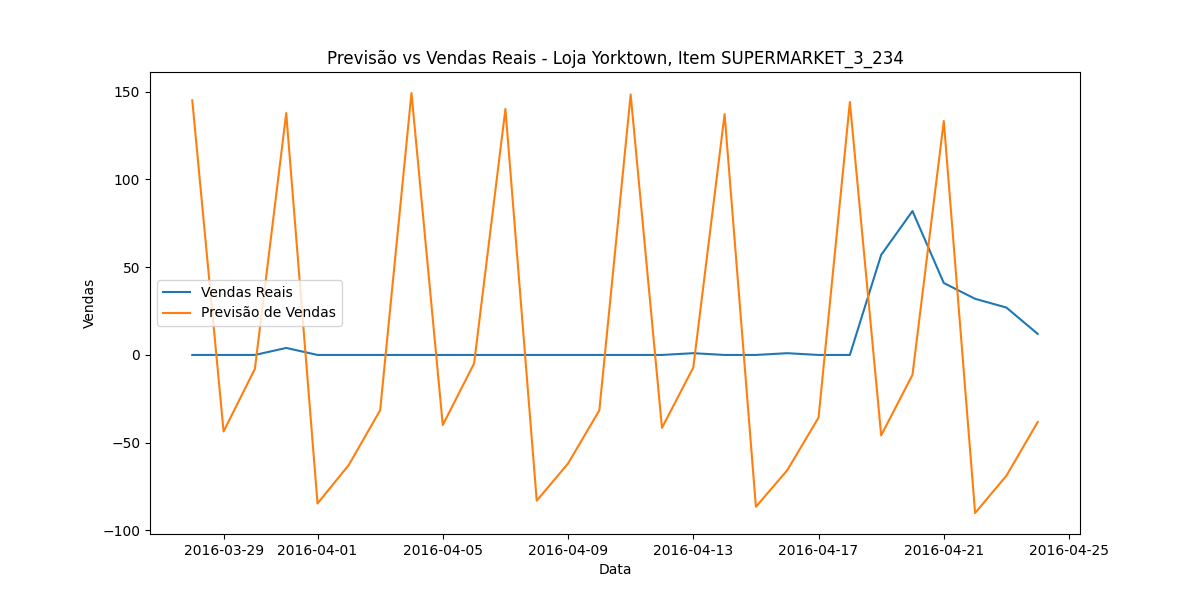 Previsão vs Vendas Reais - Loja Yorktown, Item SUPERMARKET_3_234
Vendas
150
100
50
0
−50
−100
Vendas Reais
Previsão de Vendas
2016-03-29 2016-04-01 2016-04-05 2016-04-09 2016-04-13 2016-04-17 2016-04-21 2016-04-25
Data